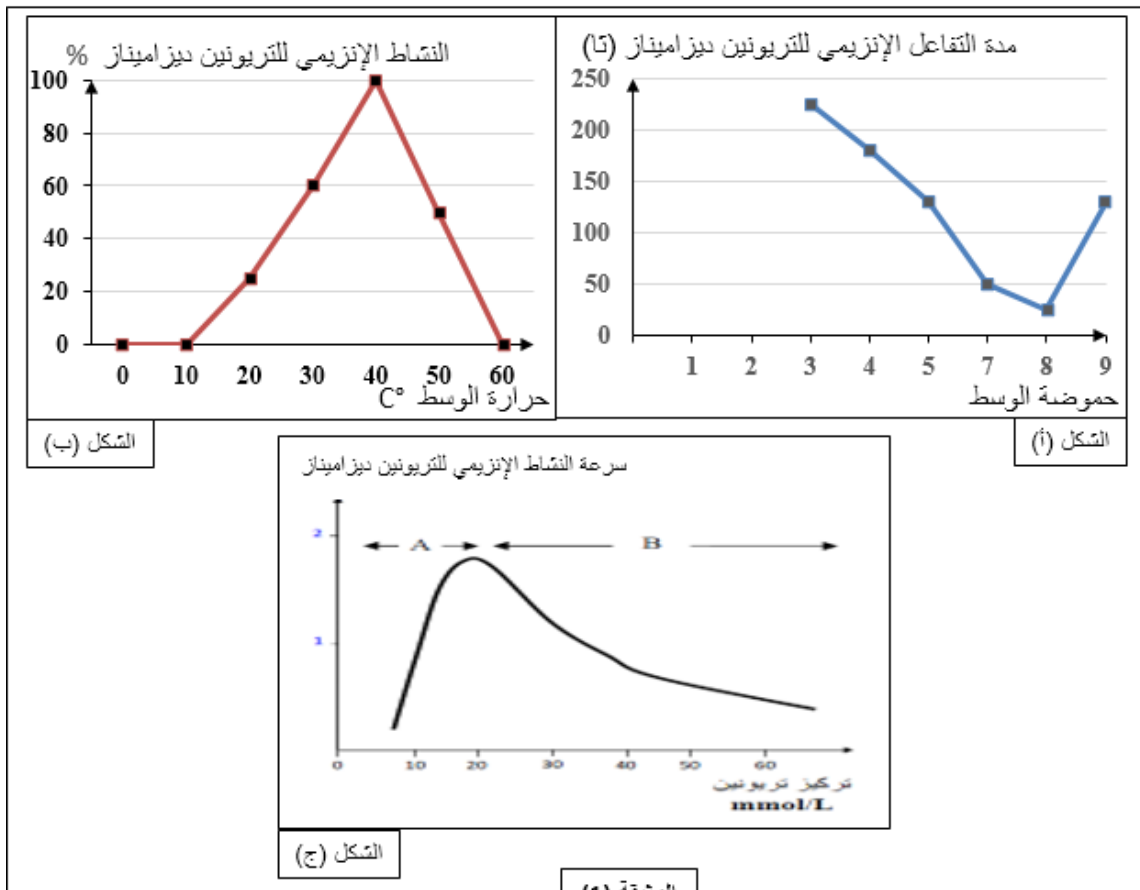 مدة التفاعل الإنزيمي للتريونين ديزاميناز (ثا)
250
200
150
100
50
0
1 2 3 4 5 7 8 9
حموضة الوسط
الشكل (أ)
النشاط الإنزيمي للتريونين ديزاميناز %
100
80
60
40
20
0
0 10 20 30 40 50 60
حرارة الوسط °C
الشكل (ب)
سرعة النشاط الإنزيمي للتريونين ديزاميناز
2
A B
1
0 10 20 30 40 50 60
تركيز تريونين
mmol/L
الشكل (ج)